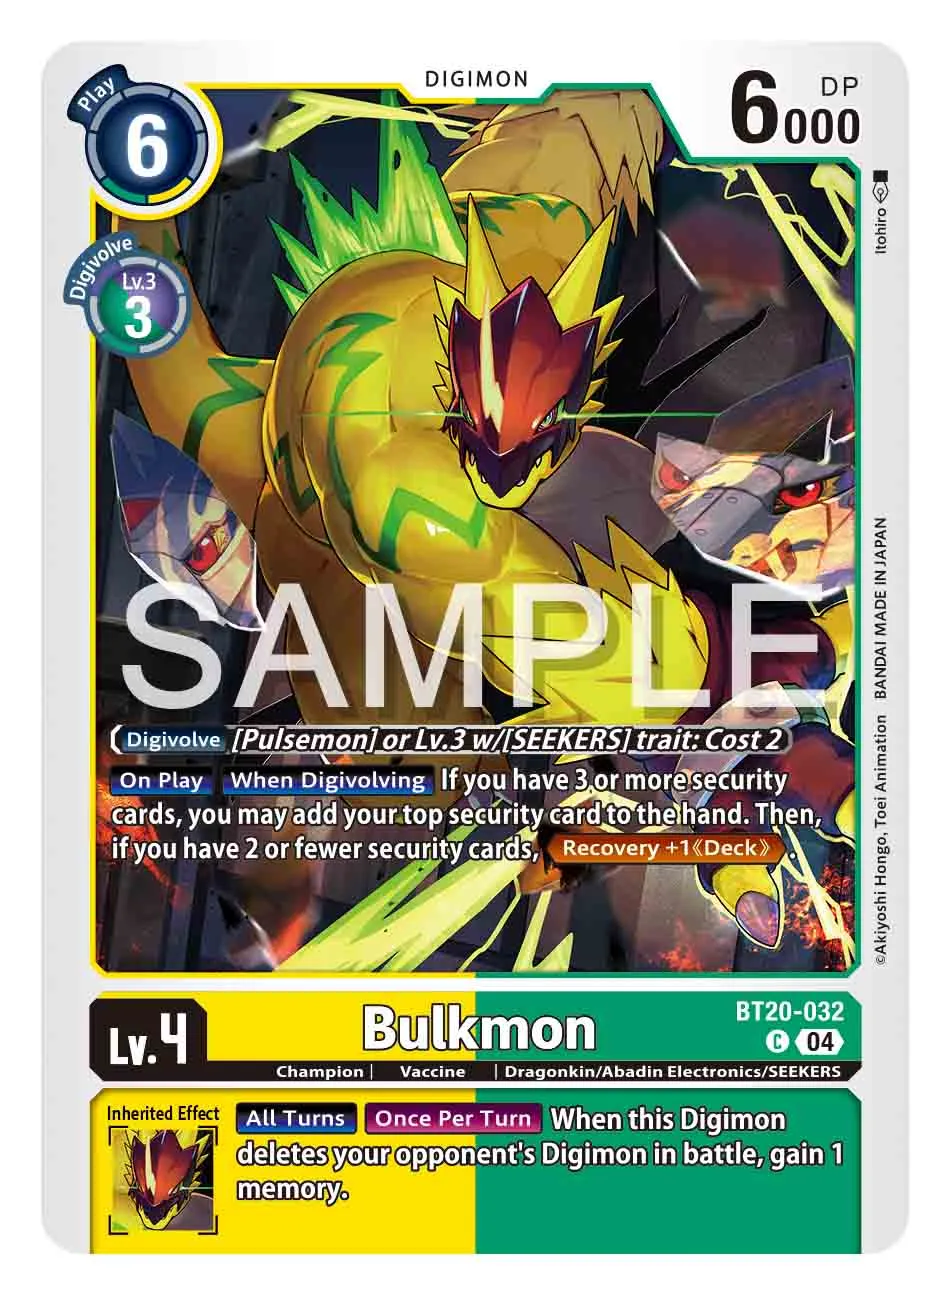 DIGIMON
Play
6
DP
6000
Digivolve
Lv.3
3
Itohiro
BANDAI MADE IN JAPAN
©Akiyoshi Hongo, Toei Animation
SAMPLE
Digivolve [Pulsemon] or Lv.3 w/[SEEKERS] trait: Cost 2
On Play When Digivolving If you have 3 or more security
cards, you may add your top security card to the hand. Then,
if you have 2 or fewer security cards, Recovery +1《Deck》.
Lv.4
Bulkmon
BT20-032
C 04
Champion | Vaccine | Dragonkin/Abadin Electronics/SEEKERS
Inherited Effect
All Turns Once Per Turn When this Digimon
deletes your opponent's Digimon in battle, gain 1
memory.